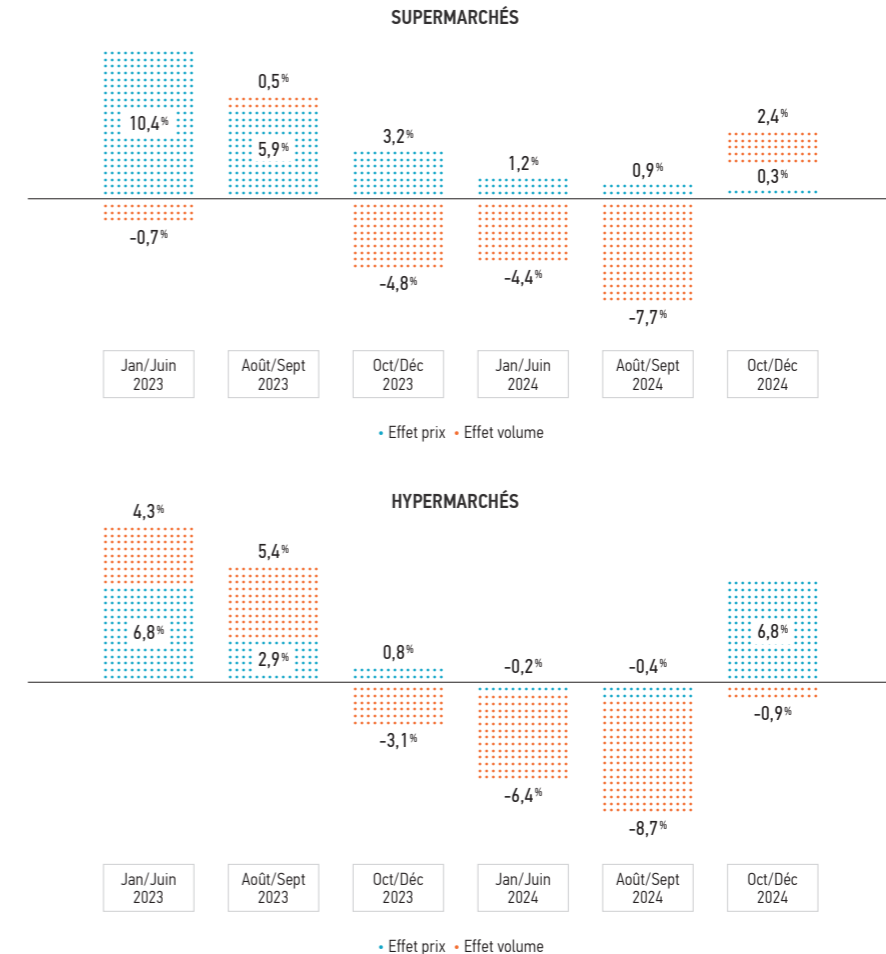 SUPERMARCHÉS
10,4%
-0,7%
0,5%
5,9%
3,2%
-4,8%
1,2%
-4,4%
0,9%
-7,7%
2,4%
0,3%
Jan/Juin
2023
Août/Sept
2023
Oct/Déc
2023
Jan/Juin
2024
Août/Sept
2024
Oct/Déc
2024
• Effet prix • Effet volume
HYPERMARCHÉS
4,3%
6,8%
5,4%
2,9%
0,8%
-3,1%
-0,2%
-6,4%
-0,4%
-8,7%
6,8%
-0,9%
Jan/Juin
2023
Août/Sept
2023
Oct/Déc
2023
Jan/Juin
2024
Août/Sept
2024
Oct/Déc
2024
• Effet prix • Effet volume